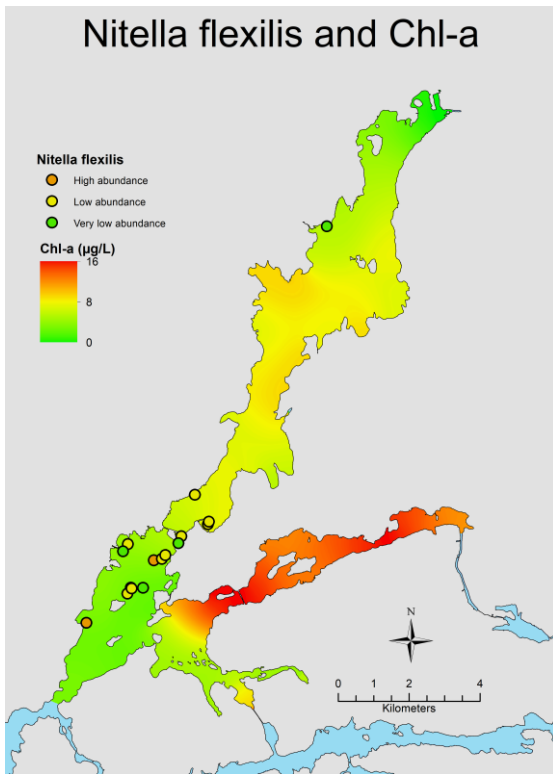 Nitella flexilis and Chl-a
Nitella flexilis
High abundance
Low abundance
Very low abundance
Chl-a (µg/L)
16
8
0
N
0 2 4
Kilometers